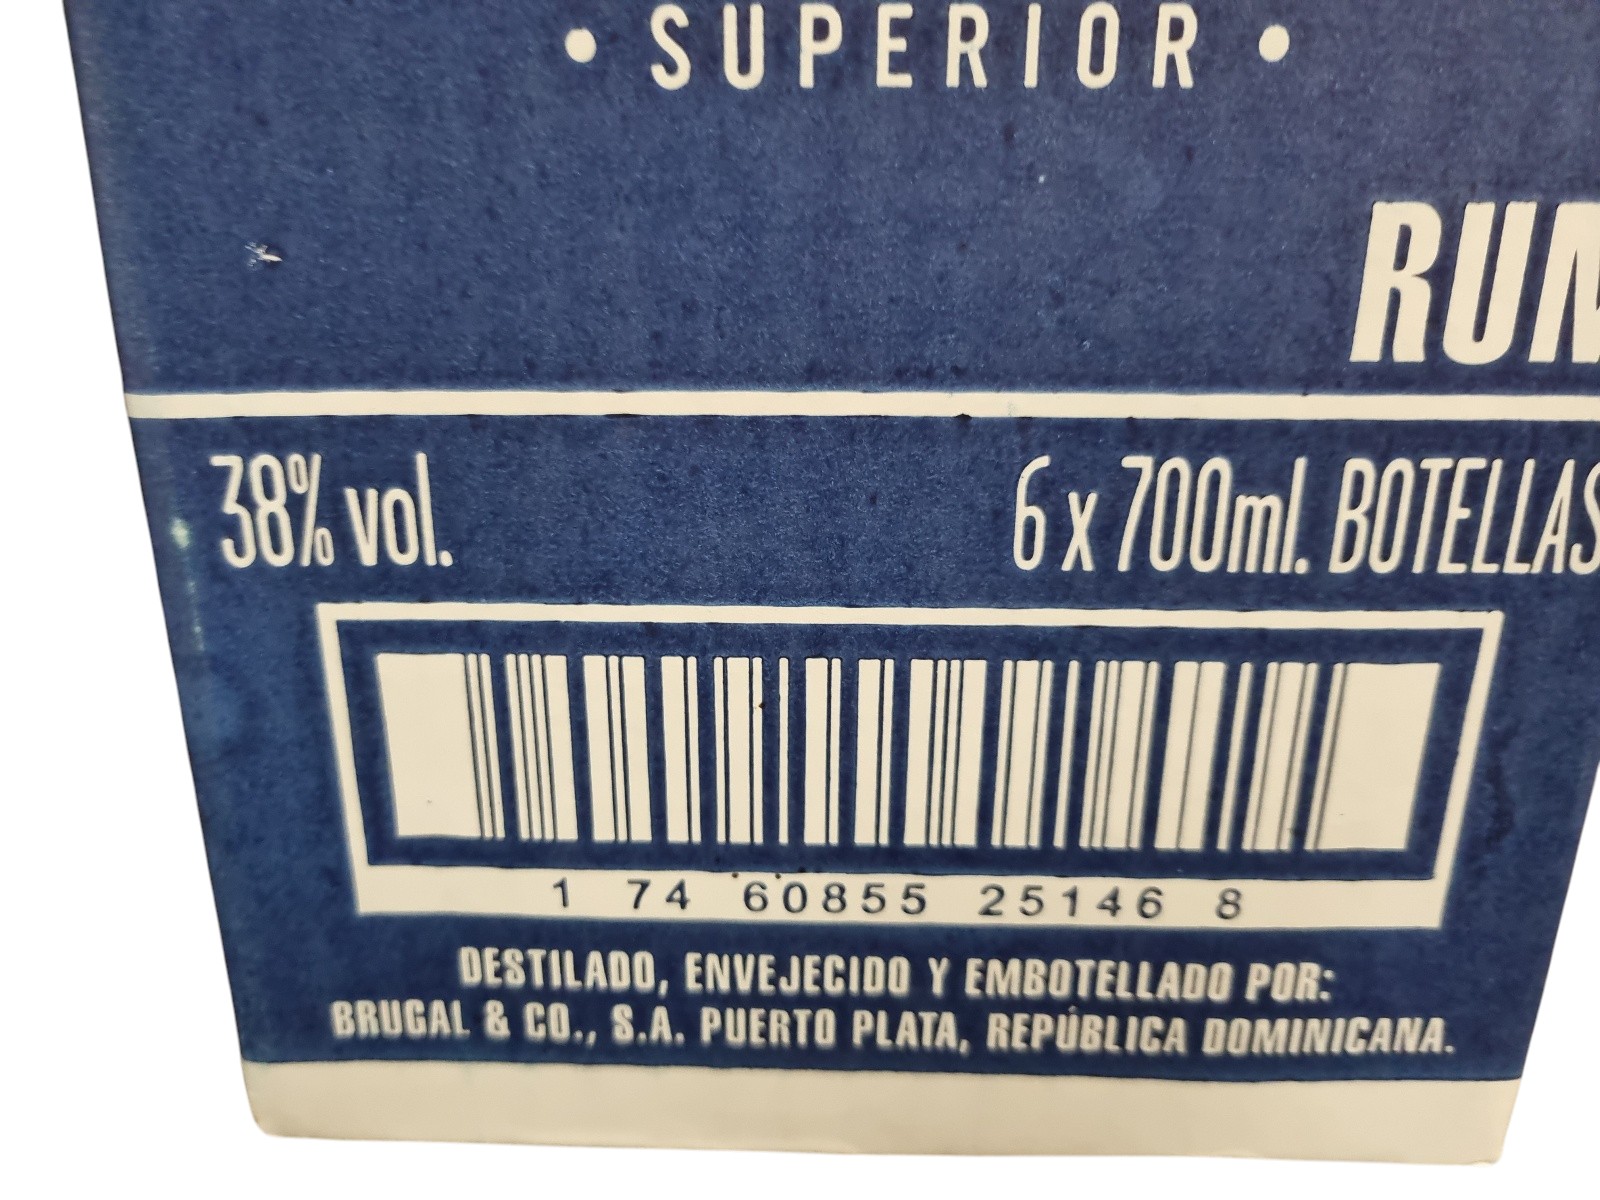 • SUPERIOR •
RUM
38% vol.
6 x 700ml. BOTELLAS
1 74 60855 25146 8
DESTILADO, ENVEJECIDO Y EMBOTELLADO POR:
BRUGAL & CO., S.A. PUERTO PLATA, REPÚBLICA DOMINICANA.